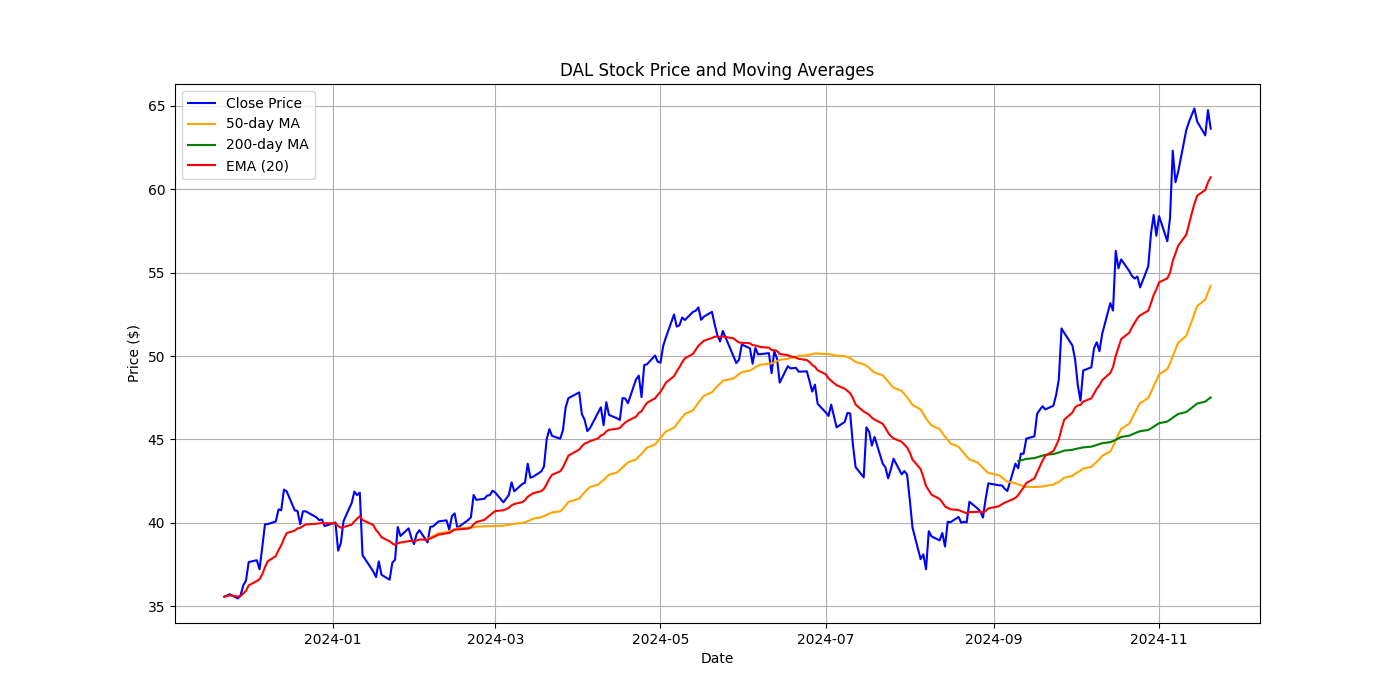 DAL Stock Price and Moving Averages
Close Price
50-day MA
200-day MA
EMA (20)
65
60
55
50
45
40
35
Price ($)
2024-01
2024-03
2024-05
2024-07
2024-09
2024-11
Date